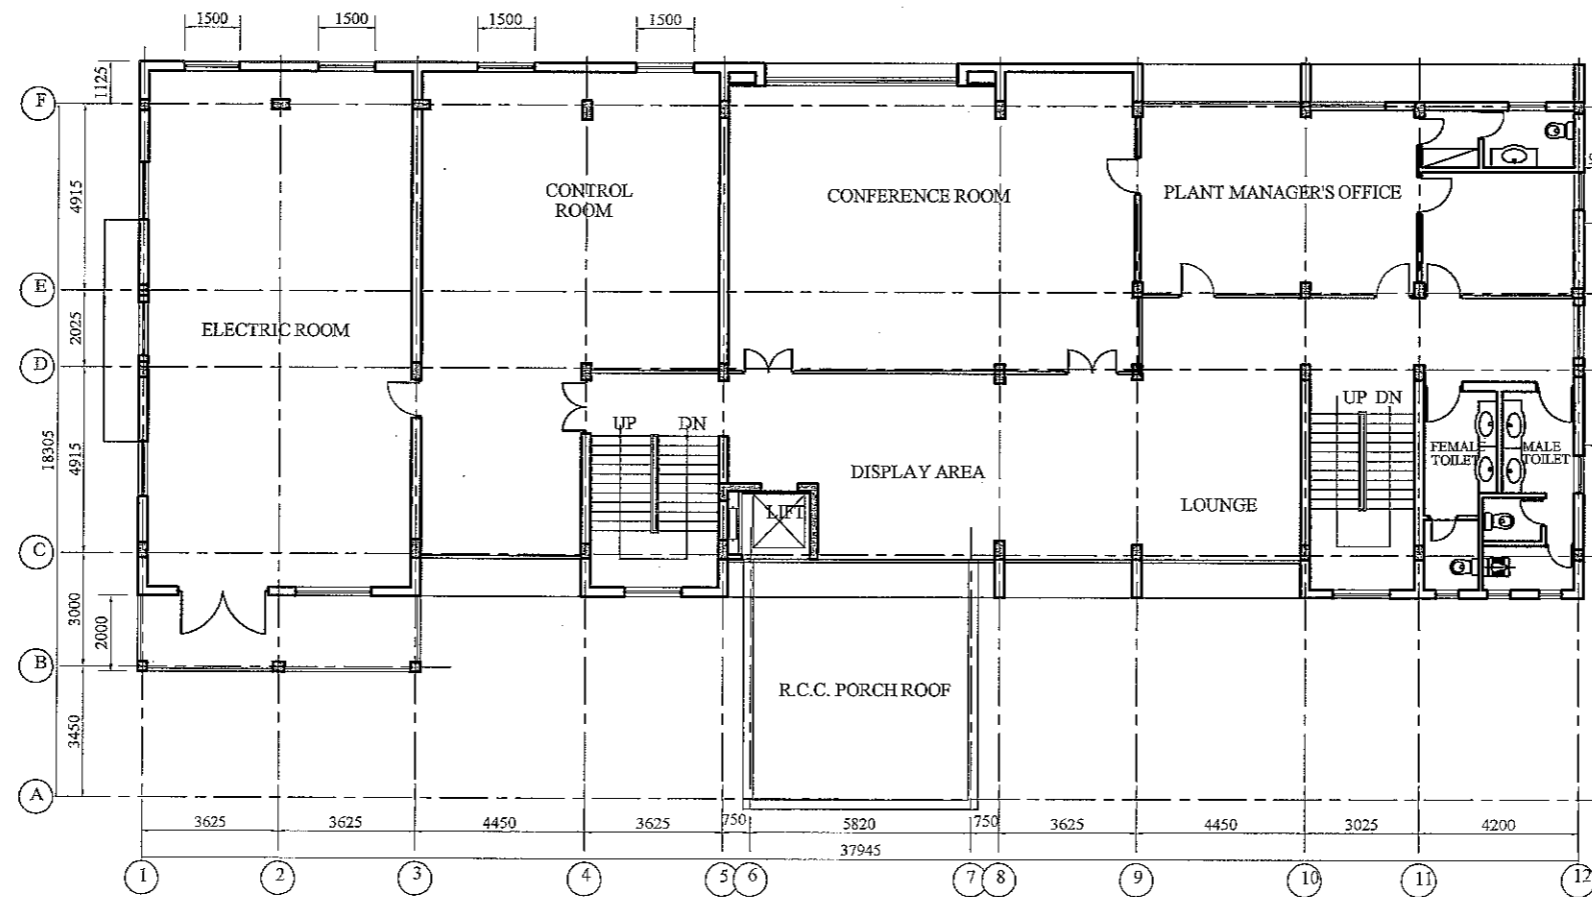 1500
1500
1500
1500
1125
F
4915
CONTROL
ROOM
CONFERENCE ROOM
PLANT MANAGER'S OFFICE
E
2025
ELECTRIC ROOM
D
UP DN
UP DN
18305
4915
FEMALE
TOILET
MALE
TOILET
DISPLAY AREA
LOUNGE
LIFT
C
3000
2000
B
R.C.C. PORCH ROOF
3450
A
3625
3625
4450
3625
750
5820
750
3625
4450
3025
4200
37945
1
2
3
4
5
6
7
8
9
10
11
12